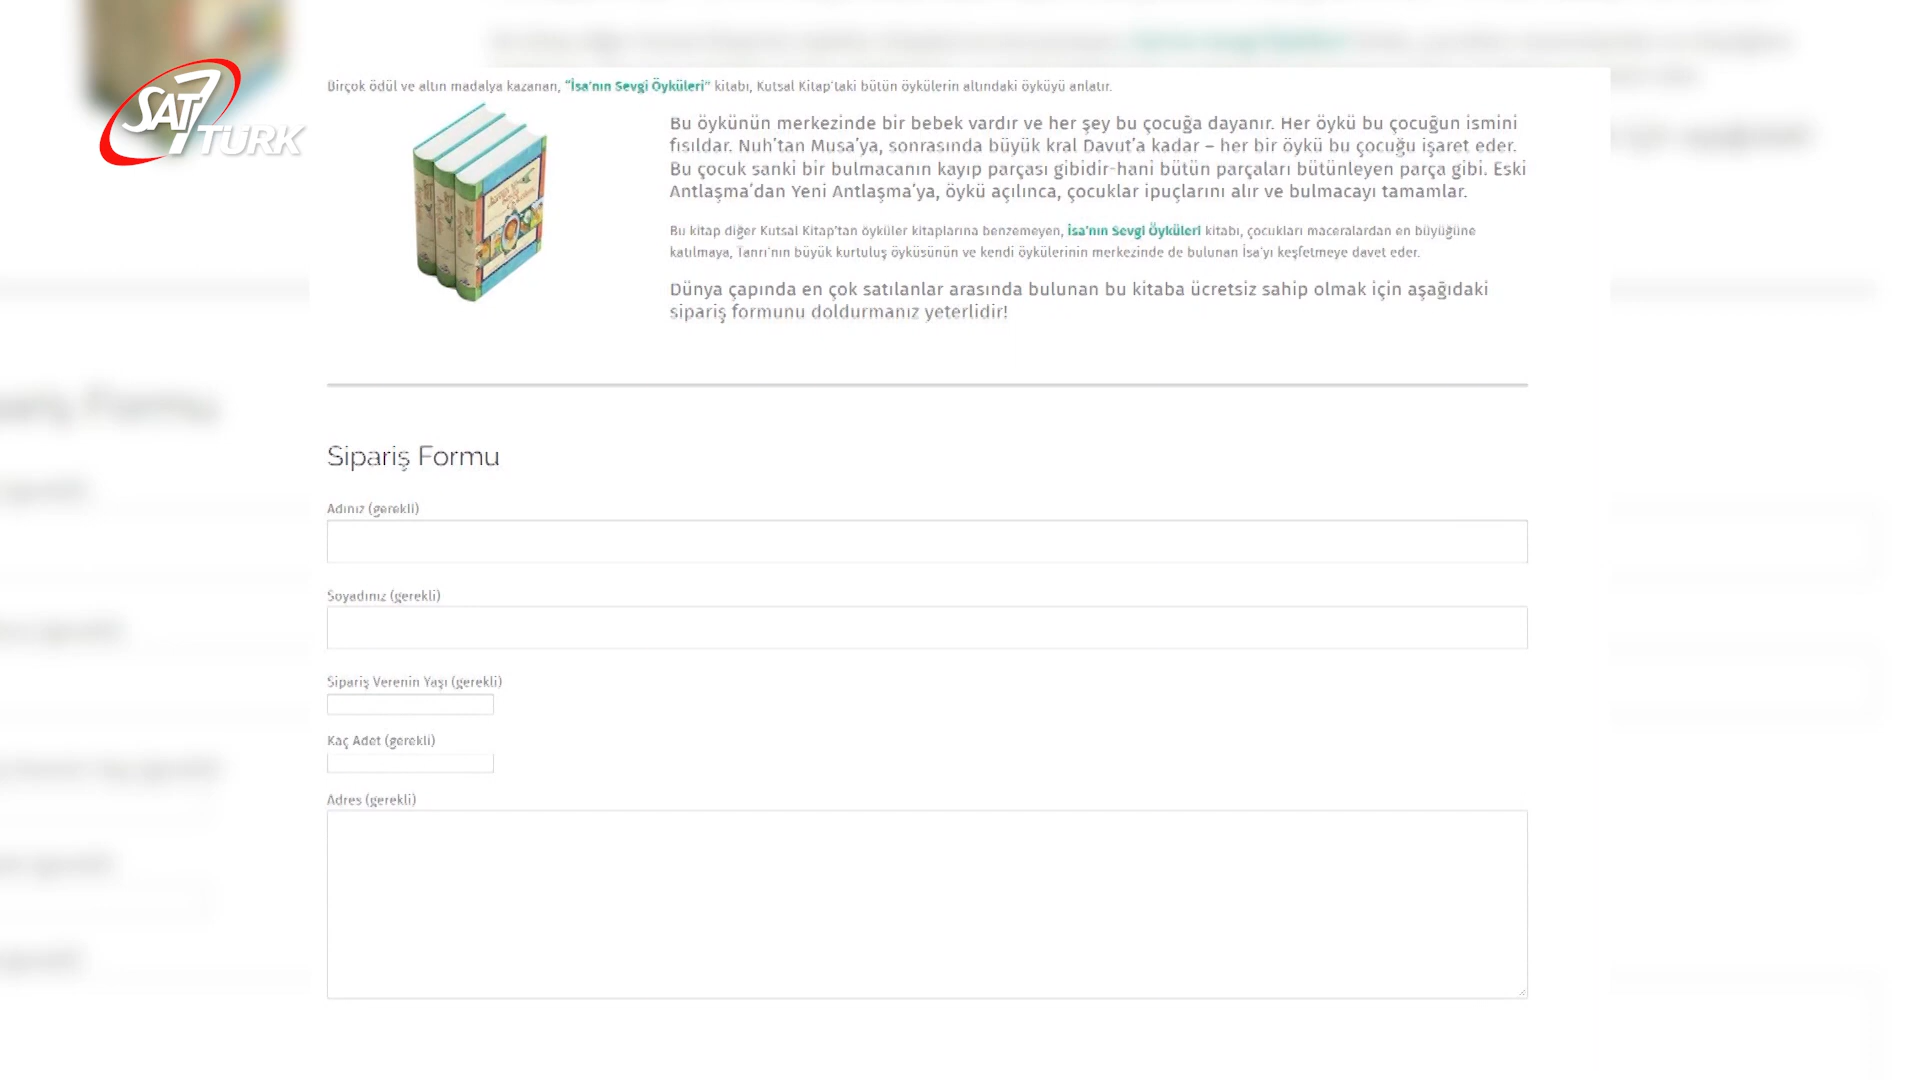 SAT7 TURK
Birçok ödül ve altın madalya kazanan, “İsa’nın Sevgi Öyküleri” kitabı, Kutsal Kitap’taki bütün öykülerin altındaki öyküyü anlatır.
Bu öykünün merkezinde bir bebek vardır ve her şey bu çocuğa dayanır. Her öykü bu çocuğun ismini
fısıldar. Nuh’tan Musa’ya, sonrasında büyük kral Davut’a kadar – her bir öykü bu çocuğu işaret eder.
Bu çocuk sanki bir bulmacanın kayıp parçası gibidir-hani bütün parçaları bütünleyen parça gibi. Eski
Antlaşma’dan Yeni Antlaşma’ya, öykü açılınca, çocuklar ipuçlarını alır ve bulmacayı tamamlar.
Bu kitap diğer Kutsal Kitap’tan öyküler kitaplarına benzemeyen, İsa’nın Sevgi Öyküleri kitabı, çocukları maceralardan en büyüğüne
katılmaya, Tanrı’nın büyük kurtuluş öyküsünün ve kendi öykülerinin merkezinde de bulunan İsa’yı keşfetmeye davet eder.
Dünya çapında en çok satılanlar arasında bulunan bu kitaba ücretsiz sahip olmak için aşağıdaki
sipariş formunu doldurmanız yeterlidir!
Sipariş Formu
Adınız (gerekli)
Soyadınız (gerekli)
Sipariş Verenin Yaşı (gerekli)
Kaç Adet (gerekli)
Adres (gerekli)